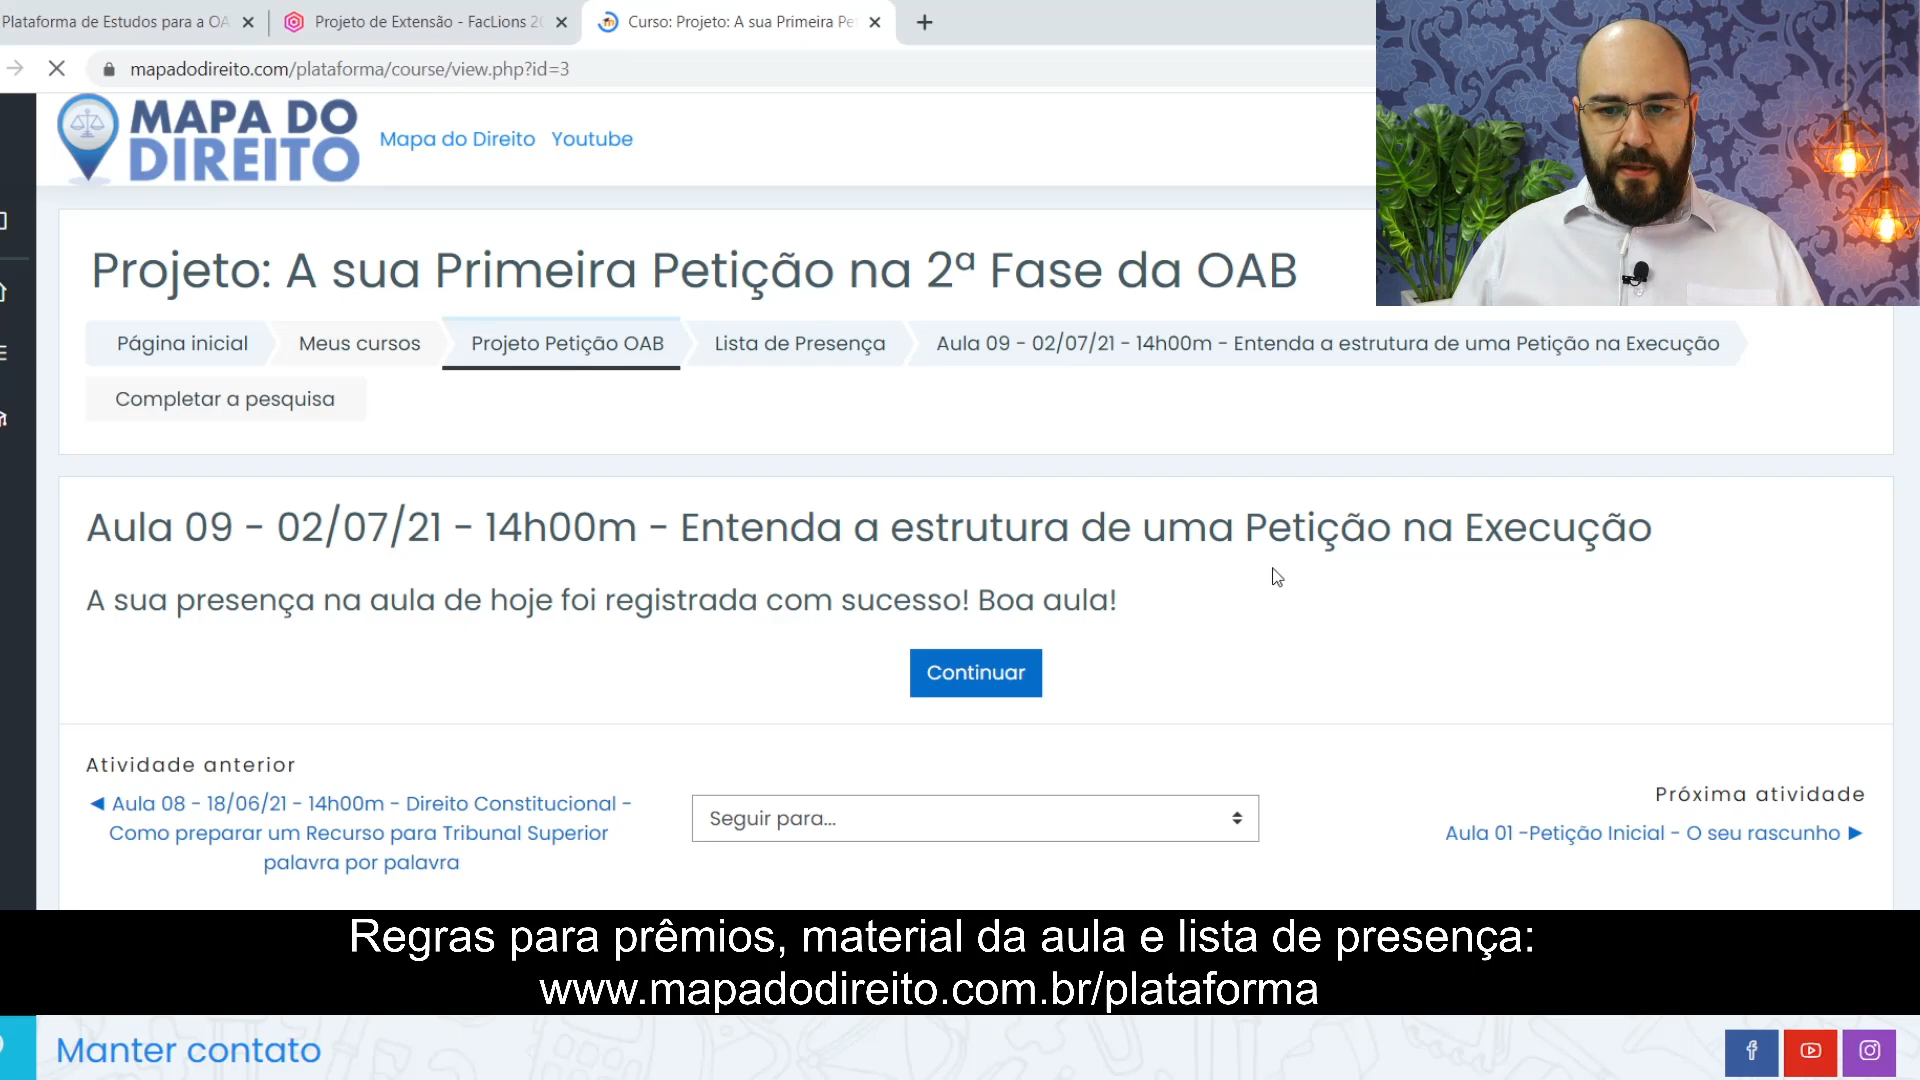 Plataforma de Estudos para a OA
Projeto de Extensão - FacLions 20
Curso: Projeto: A sua Primeira Pe
mapadodireito.com/plataforma/course/view.php?id=3
MAPA DO
DIREITO
Mapa do Direito Youtube
Projeto: A sua Primeira Petição na 2ª Fase da OAB
Página inicial Meus cursos Projeto Petição OAB Lista de Presença Aula 09 - 02/07/21 - 14h00m - Entenda a estrutura de uma Petição na Execução
Completar a pesquisa
Aula 09 - 02/07/21 - 14h00m - Entenda a estrutura de uma Petição na Execução
A sua presença na aula de hoje foi registrada com sucesso! Boa aula!
Continuar
Atividade anterior
◀ Aula 08 - 18/06/21 - 14h00m - Direito Constitucional -
Como preparar um Recurso para Tribunal Superior
palavra por palavra
Seguir para...
Próxima atividade
Aula 01 -Petição Inicial - O seu rascunho ▶
Regras para prêmios, material da aula e lista de presença:
www.mapadodireito.com.br/plataforma
Manter contato